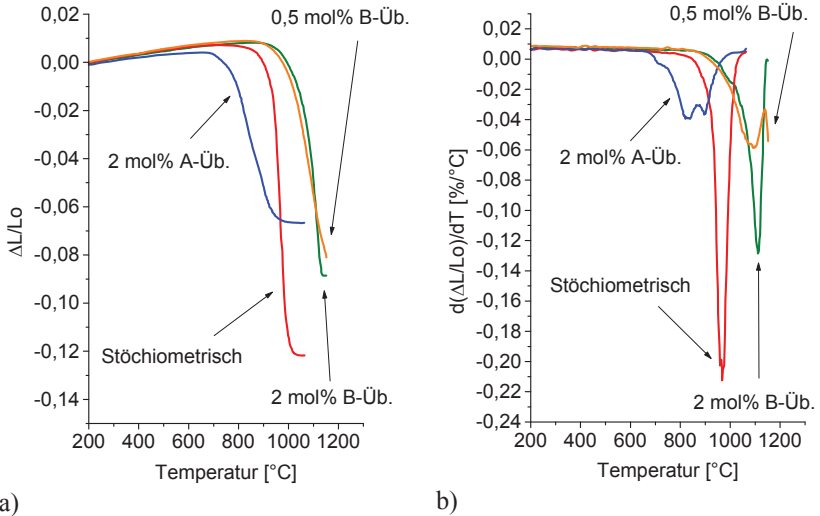 0,5 mol% B-Üb.
0,02
0,00
-0,02
-0,04
-0,06
-0,08
-0,10
-0,12
-0,14
ΔL/Lo
2 mol% A-Üb.
Stöchiometrisch
2 mol% B-Üb.
200 400 600 800 1000 1200
Temperatur [°C]
a)
0,5 mol% B-Üb.
0,04
0,02
0,00
-0,02
-0,04
-0,06
-0,08
-0,10
-0,12
-0,14
-0,16
-0,18
-0,20
-0,22
-0,24
d(ΔL/Lo)/dT [%/°C]
2 mol% A-Üb.
Stöchiometrisch
2 mol% B-Üb.
200 400 600 800 1000 1200
Temperatur [°C]
b)